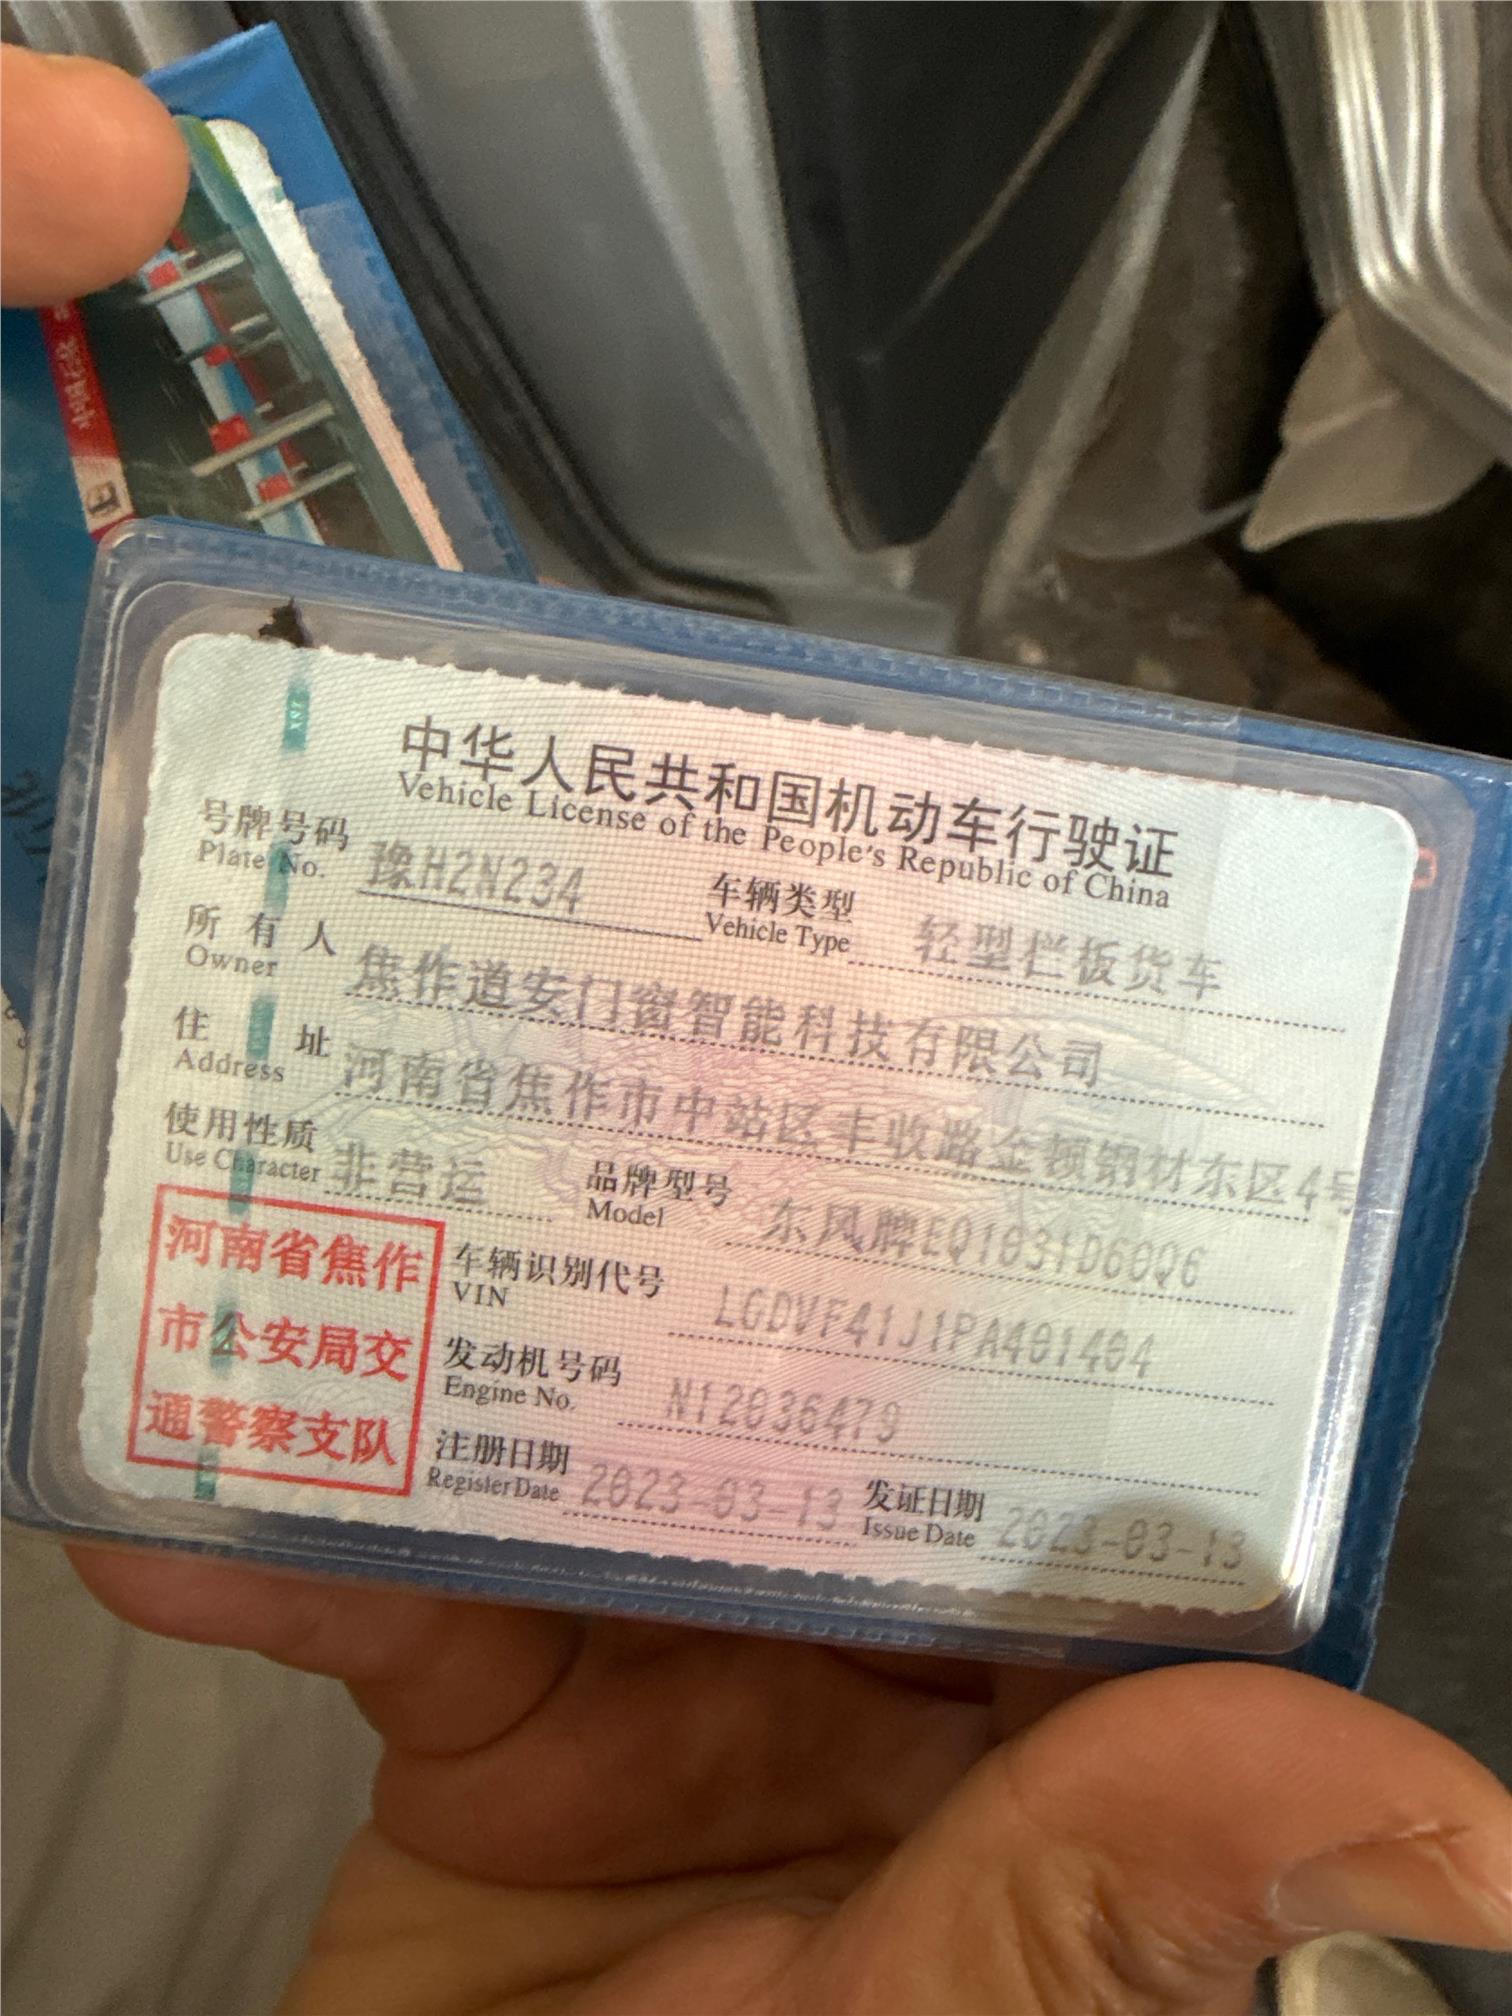 中华人民共和国机动车行驶证
Vehicle License of the People's Republic of China
号牌号码 豫H2N234 车辆类型 轻型栏板货车
Plate No. Vehicle Type
所有人 焦作道安门窗智能科技有限公司
Owner
住址 河南省焦作市中站区丰收路金顿钢材东区4号
Address
使用性质 非营运 品牌型号 东风牌EQ1031D60Q6
Use Character Model
河南省焦作
市公安局交
通警察支队
车辆识别代号 LGDVF41J1PA401404
VIN
发动机号码 N12036479
Engine No.
注册日期 2023-03-13 发证日期 2023-03-13
Register Date Issue Date